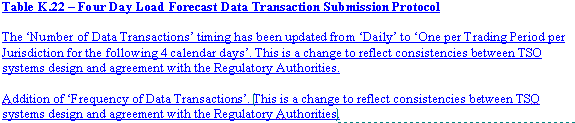 Table K.22 – Four Day Load Forecast Data Transaction Submission Protocol
The ‘Number of Data Transactions’ timing has been updated from ‘Daily’ to ‘One per Trading Period per
Jurisdiction for the following 4 calendar days’. This is a change to reflect consistencies between TSO
systems design and agreement with the Regulatory Authorities.
Addition of ‘Frequency of Data Transactions’. This is a change to reflect consistencies between TSO
systems design and agreement with the Regulatory Authorities